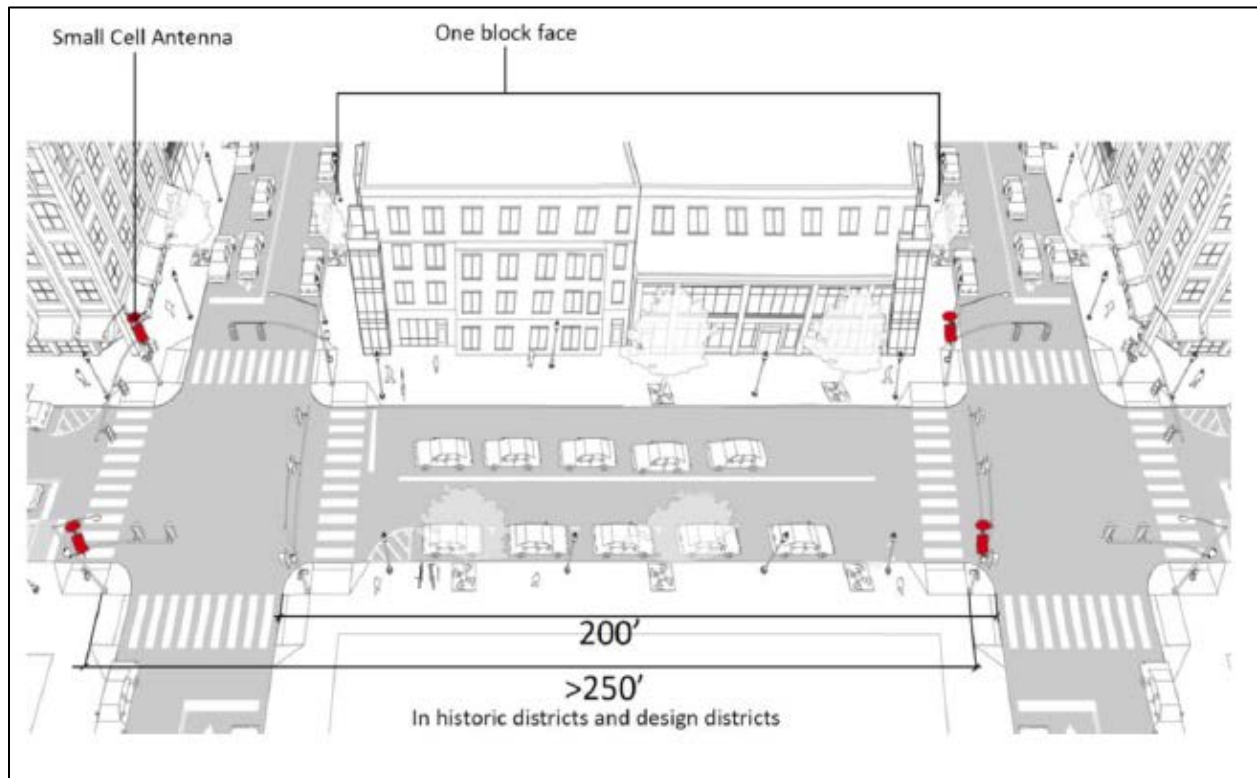 Small Cell Antenna
One block face
200’
>250’
In historic districts and design districts